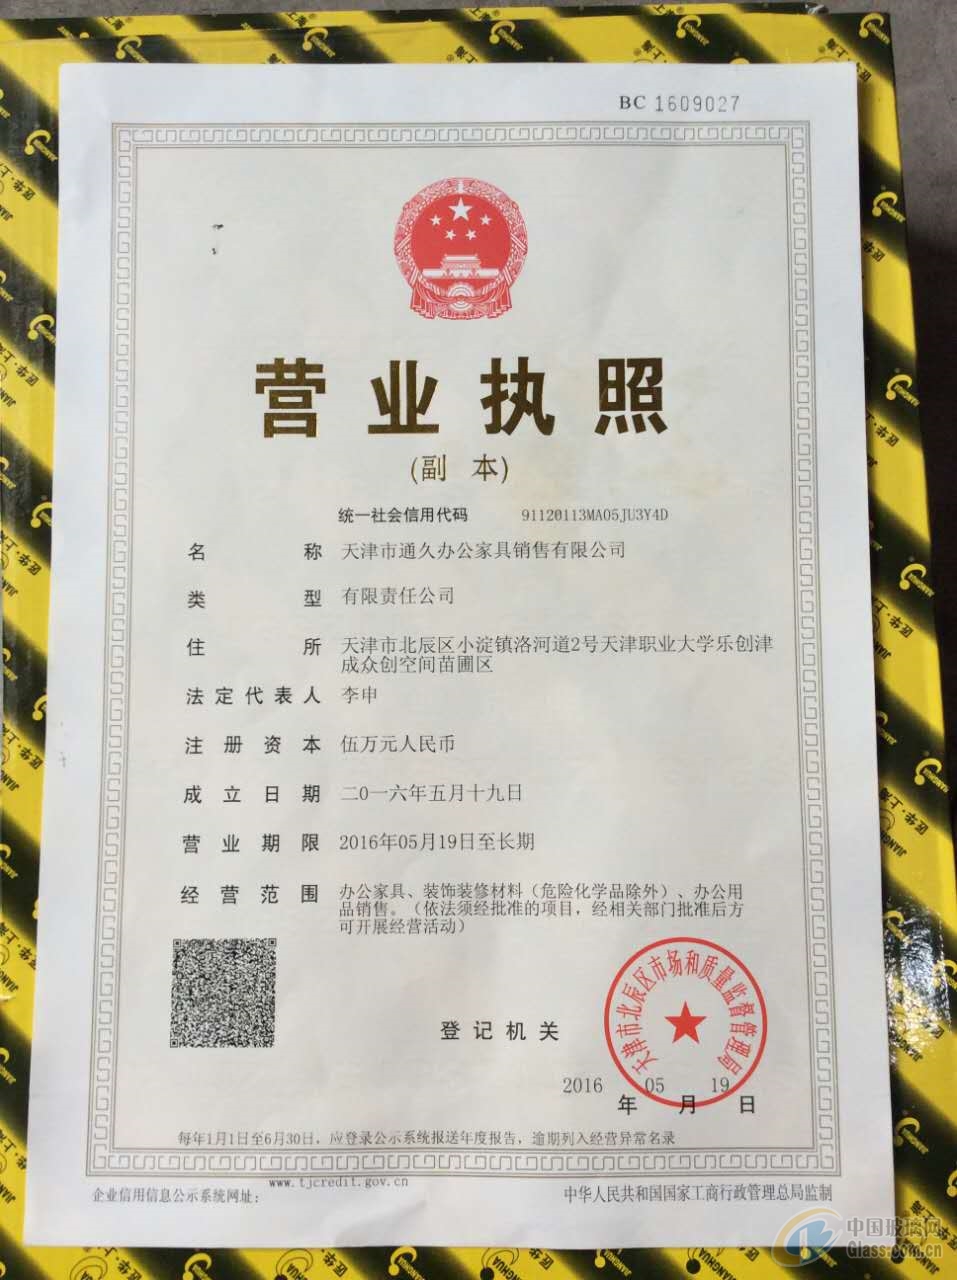 BC 1609027
营业执照
(副 本)
统一社会信用代码 91120113MA05JU3Y4D
名称 天津市通久办公家具销售有限公司
类型 有限责任公司
住所 天津市北辰区小淀镇洛河道2号天津职业大学乐创津
成众创空间苗圃区
法定代表人 李申
注册资本 伍万元人民币
成立日期 二0一六年五月十九日
营业期限 2016年05月19日至长期
经营范围 办公家具、装饰装修材料（危险化学品除外）、办公用
品销售。（依法须经批准的项目，经相关部门批准后方
可开展经营活动）
天津市北辰区市场和质量监督管理局
登记机关
2016年05月19日
每年1月1日至6月30日，应登录公示系统报送年度报告，逾期列入经营异常名录
www.tjcredit.gov.cn
企业信用信息公示系统网址：
中华人民共和国国家工商行政管理总局监制
中国玻璃网
Glass.com.cn